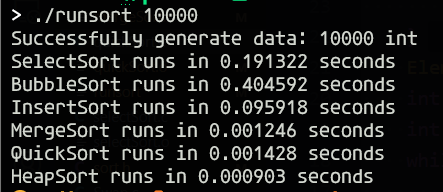 > ./runsort 10000
Successfully generate data: 10000 int
SelectSort runs in 0.191322 seconds
BubbleSort runs in 0.404592 seconds
InsertSort runs in 0.095918 seconds
MergeSort runs in 0.001246 seconds
QuickSort runs in 0.001428 seconds
HeapSort runs in 0.000903 seconds